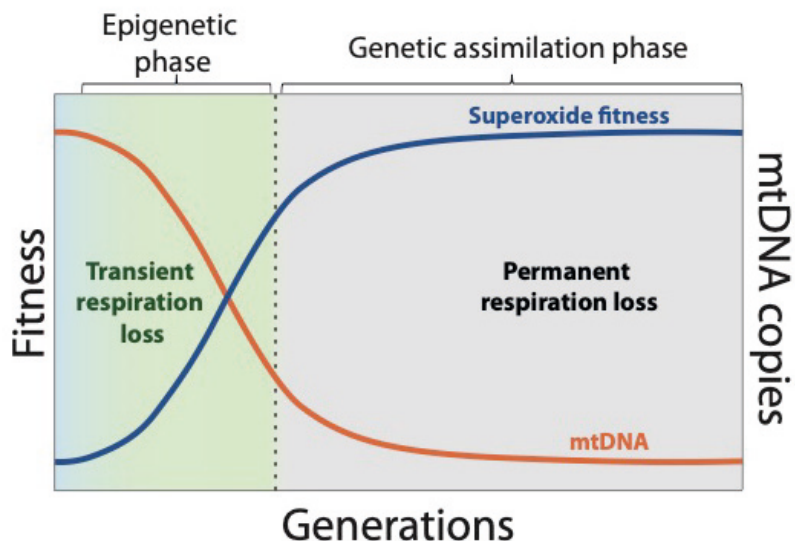 Epigenetic
phase
Genetic assimilation phase
Superoxide fitness
Fitness
Transient
respiration
loss
Permanent
respiration loss
mtDNA copies
mtDNA
Generations